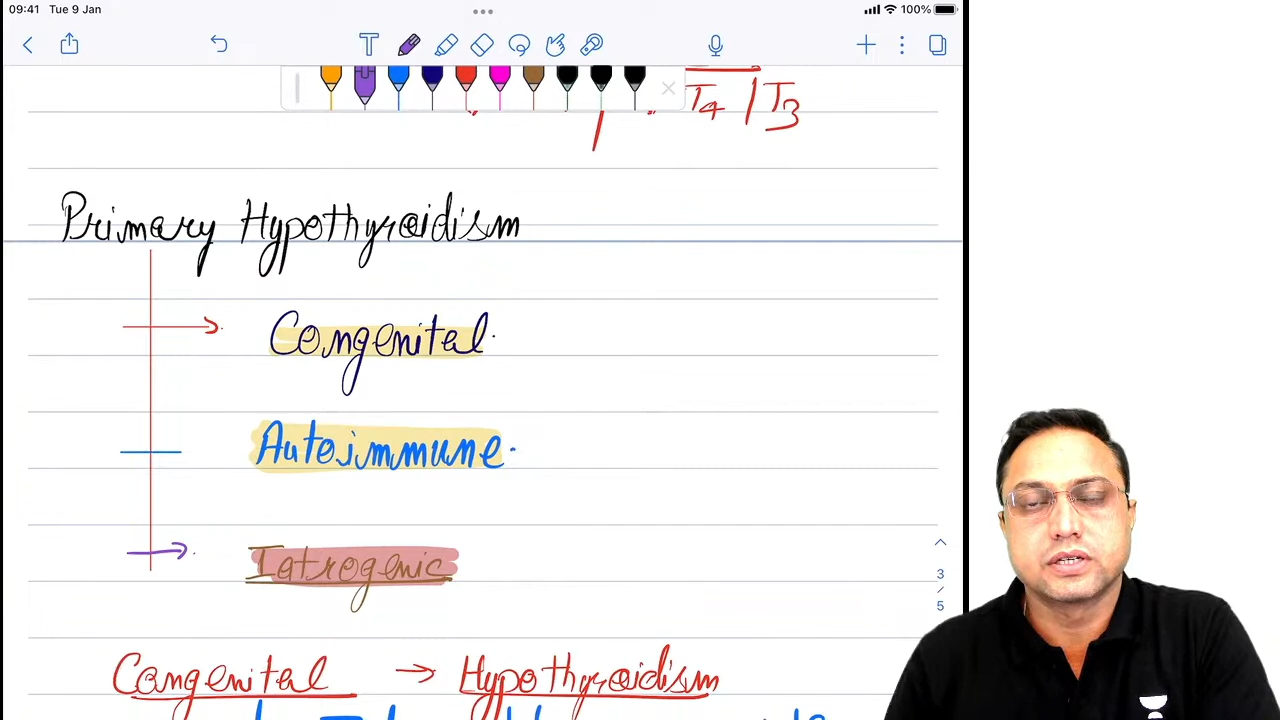 09:41 Tue 9 Jan
100%
T
T4 / T3
Primary Hypothyroidism
Congenital.
Autoimmune.
Iatrogenic
3
/
5
Congenital → Hypothyroidism